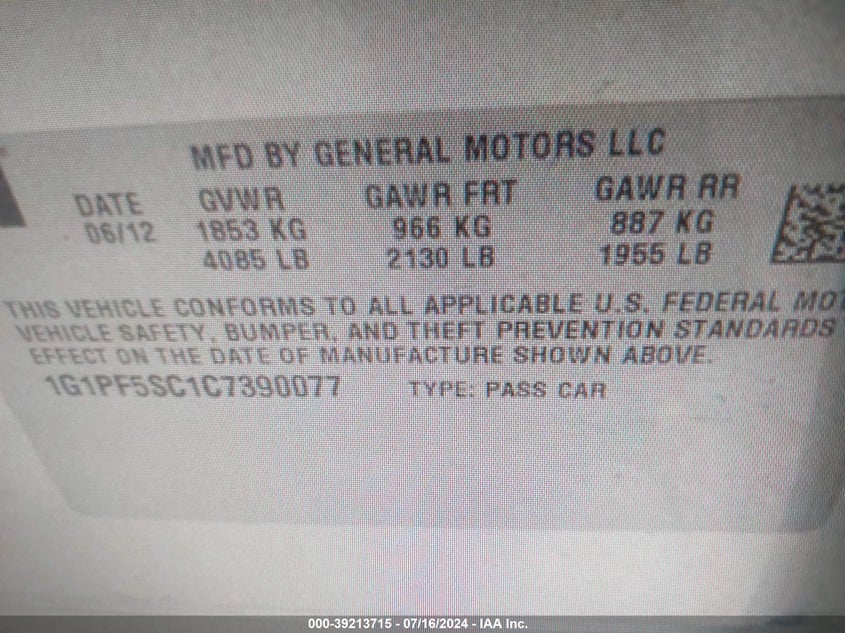 MFD BY GENERAL MOTORS LLC
DATE GVWR GAWR FRT GAWR RR
06/12 1853 KG 966 KG 887 KG
4085 LB 2130 LB 1955 LB
THIS VEHICLE CONFORMS TO ALL APPLICABLE U.S. FEDERAL MOT
VEHICLE SAFETY, BUMPER, AND THEFT PREVENTION STANDARDS
EFFECT ON THE DATE OF MANUFACTURE SHOWN ABOVE.
1G1PF5SC1C7390077 TYPE: PASS CAR
000-39213715 - 07/16/2024 - IAA Inc.